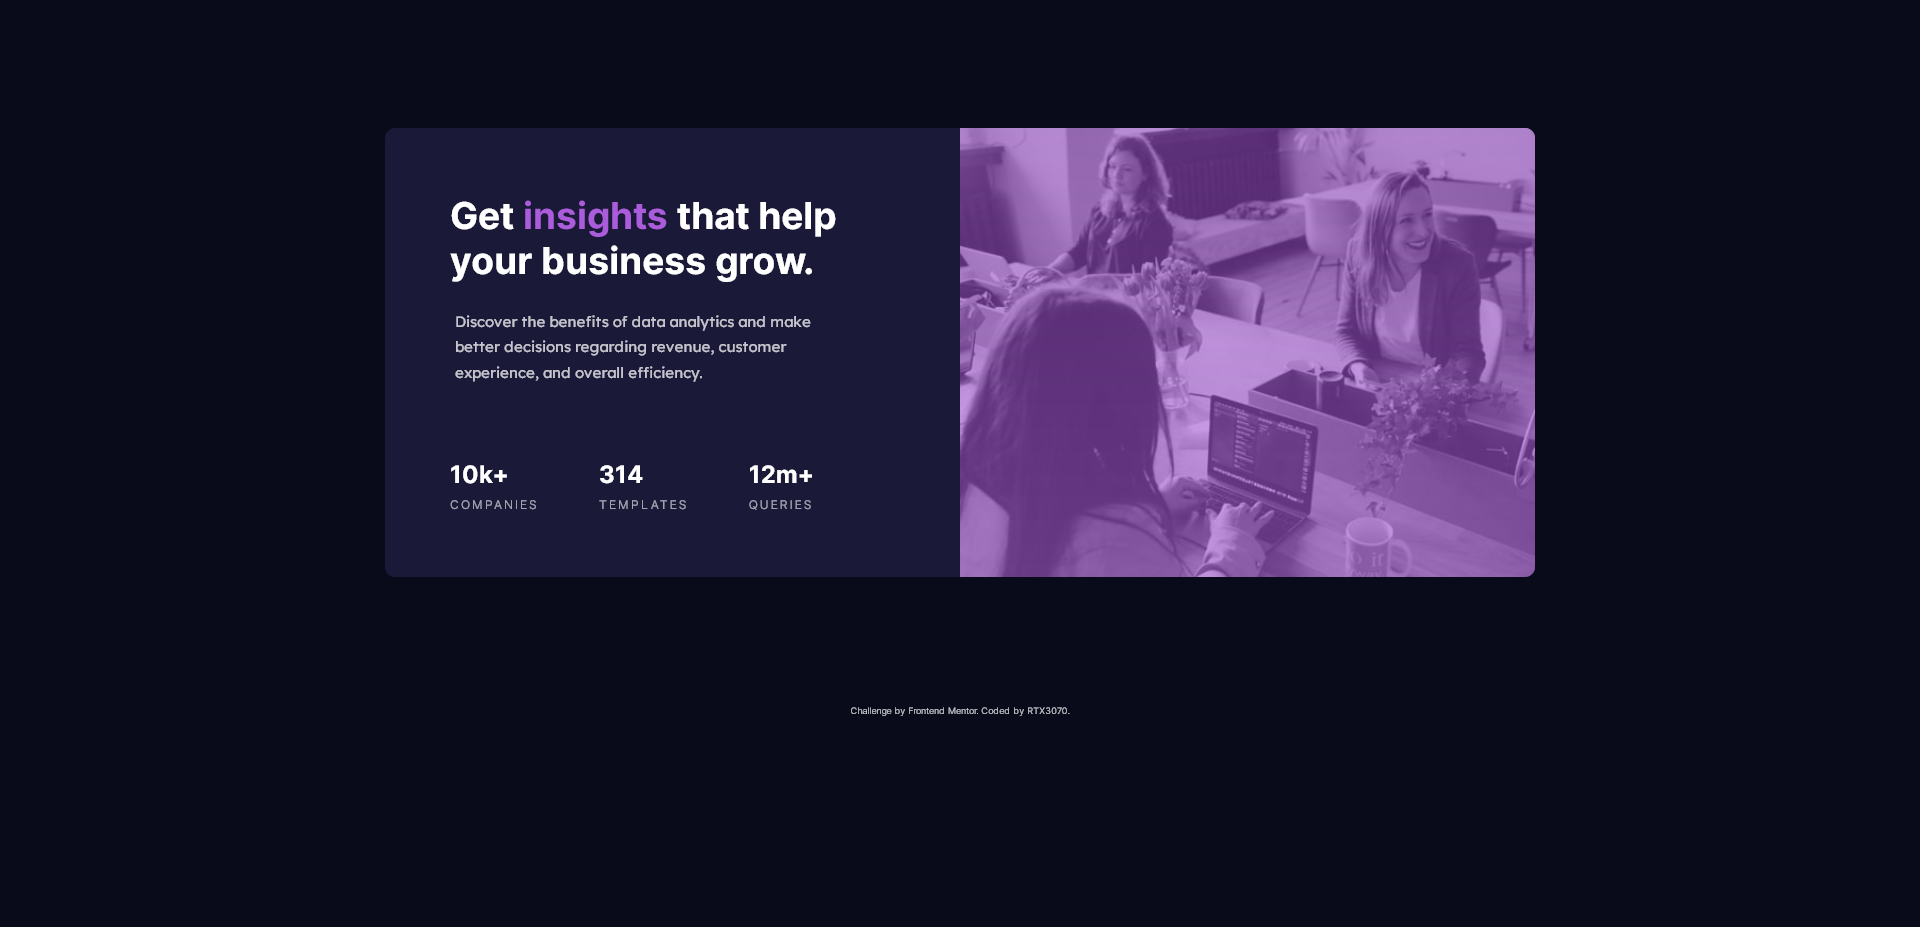 Get insights that help
your business grow.
Discover the benefits of data analytics and make
better decisions regarding revenue, customer
experience, and overall efficiency.
10k+ 314 12m+
COMPANIES TEMPLATES QUERIES
Challenge by Frontend Mentor. Coded by RTX3070.